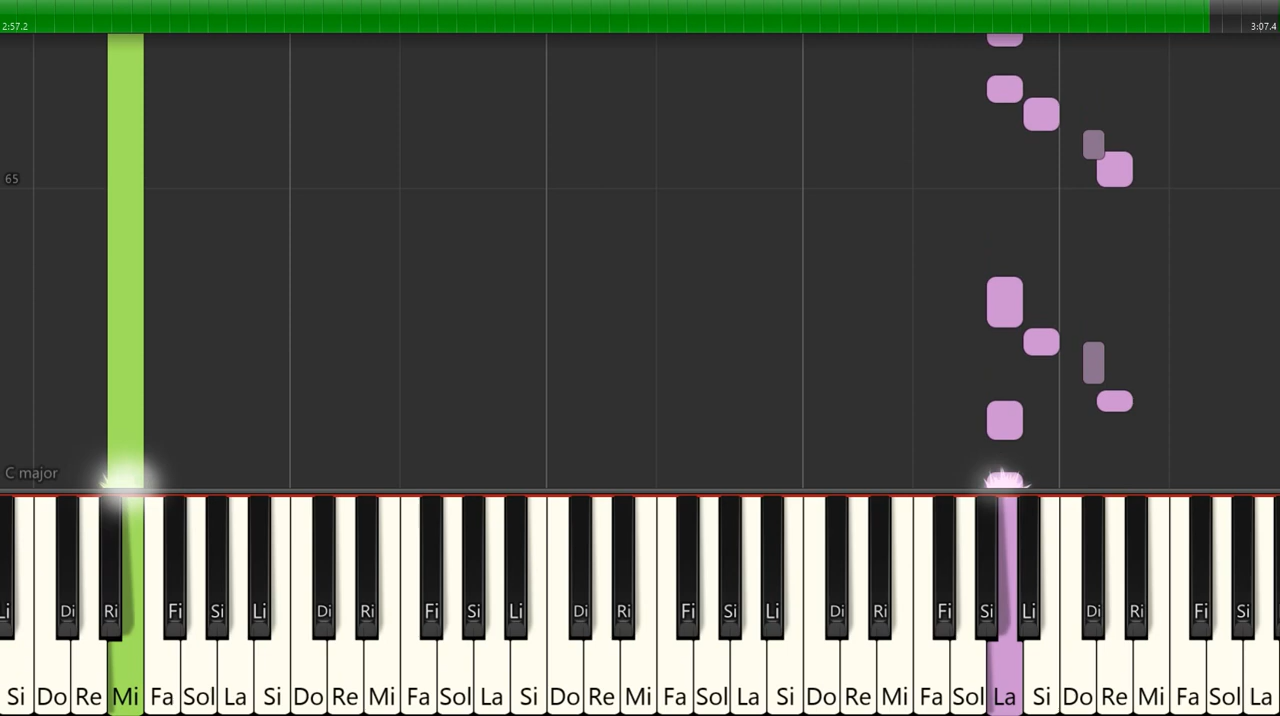 2:57.2 3:07.4
65
C major
Li Di Ri Fi Si Li Di Ri Fi Si Li Di Ri Fi Si Li Di Ri Fi Si Li Di Ri Fi Si
Si Do Re Mi Fa Sol La Si Do Re Mi Fa Sol La Si Do Re Mi Fa Sol La Si Do Re Mi Fa Sol La Si Do Re Mi Fa Sol La